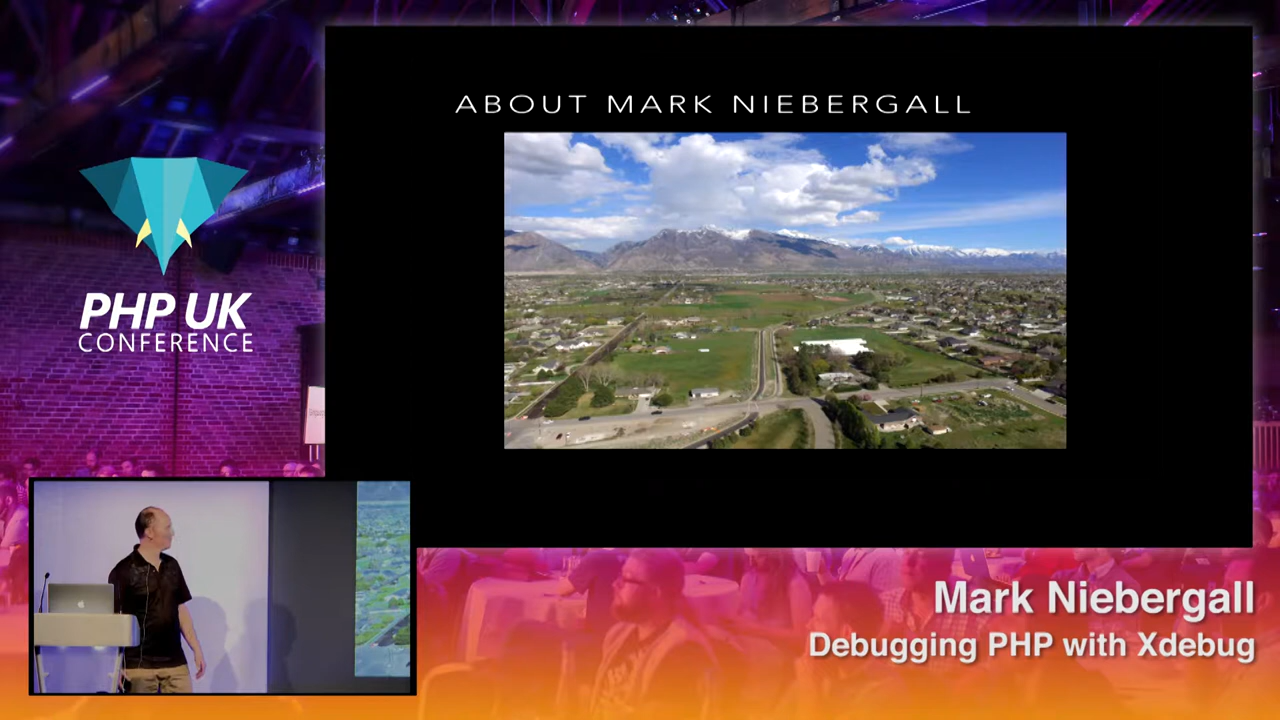 ABOUT MARK NIEBERGALL
PHP UK
CONFERENCE
Mark Niebergall
Debugging PHP with Xdebug